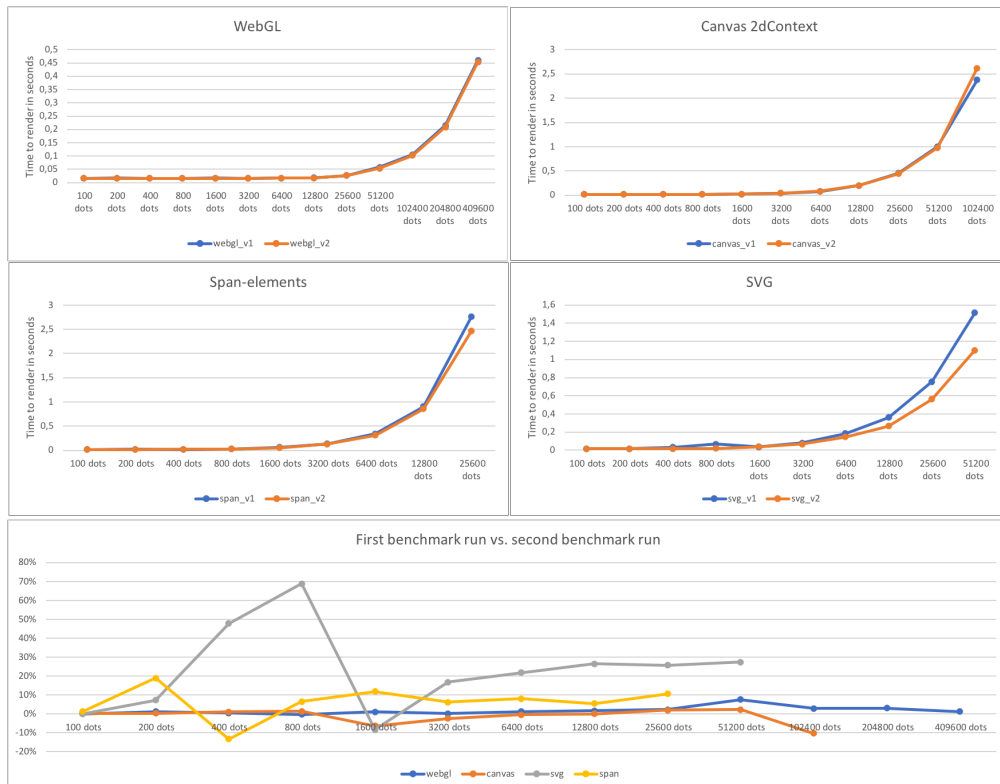 WebGL
Time to render in seconds
0,5
0,45
0,4
0,35
0,3
0,25
0,2
0,15
0,1
0,05
0
100 dots
200 dots
400 dots
800 dots
1600 dots
3200 dots
6400 dots
12800 dots
25600 dots
51200 dots
102400 dots
204800 dots
409600 dots
webgl_v1
webgl_v2
Canvas 2dContext
Time to render in seconds
3
2,5
2
1,5
1
0,5
0
100 dots
200 dots
400 dots
800 dots
1600 dots
3200 dots
6400 dots
12800 dots
25600 dots
51200 dots
102400 dots
canvas_v1
canvas_v2
Span-elements
Time to render in seconds
3
2,5
2
1,5
1
0,5
0
100 dots
200 dots
400 dots
800 dots
1600 dots
3200 dots
6400 dots
12800 dots
25600 dots
span_v1
span_v2
SVG
Time to render in seconds
1,6
1,4
1,2
1
0,8
0,6
0,4
0,2
0
100 dots
200 dots
400 dots
800 dots
1600 dots
3200 dots
6400 dots
12800 dots
25600 dots
51200 dots
svg_v1
svg_v2
First benchmark run vs. second benchmark run
80%
70%
60%
50%
40%
30%
20%
10%
0%
-10%
-20%
100 dots
200 dots
400 dots
800 dots
1600 dots
3200 dots
6400 dots
12800 dots
25600 dots
51200 dots
102400 dots
204800 dots
409600 dots
webgl
canvas
svg
span